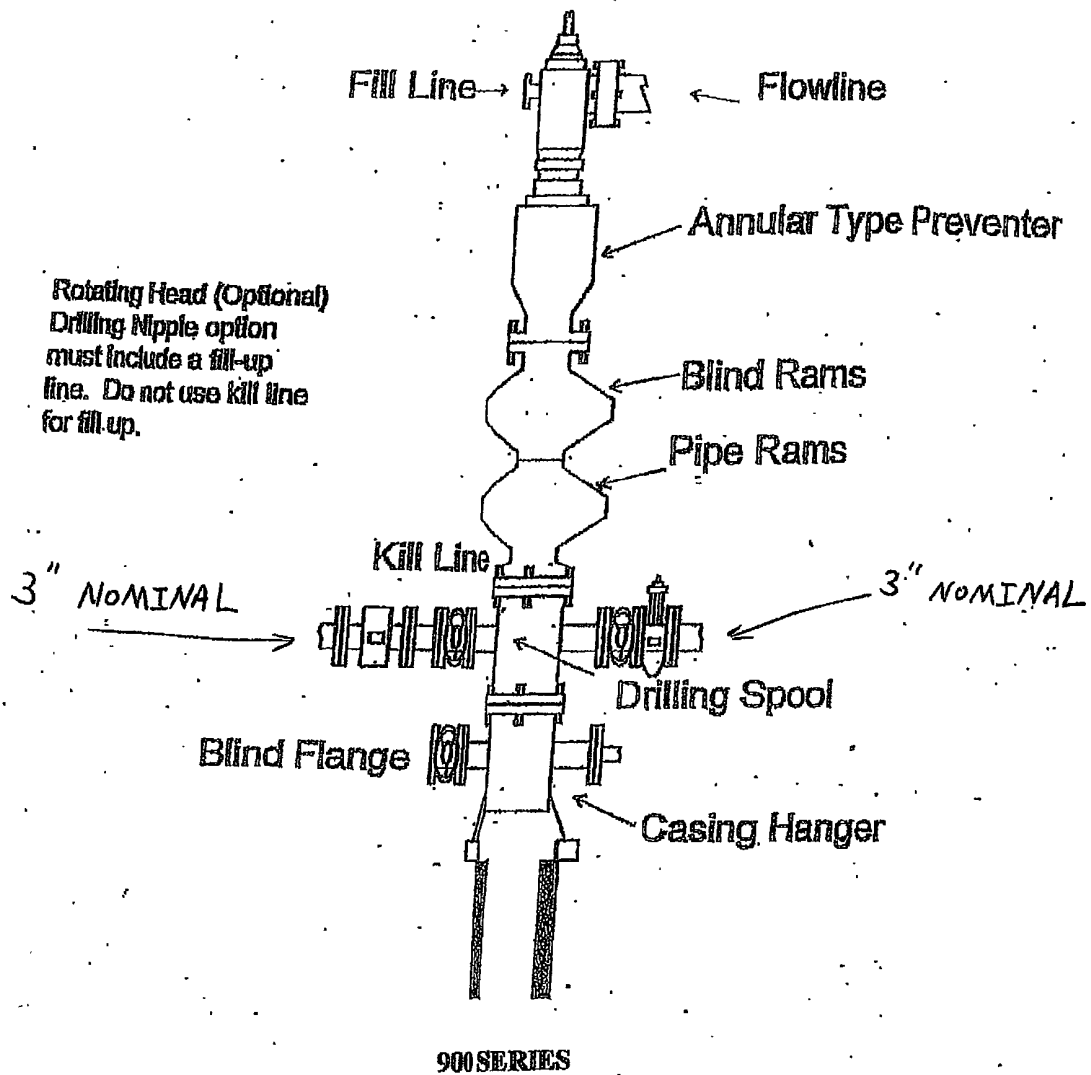 Fill Line
Flowline
Annular Type Preventer
Rotating Head (Optional)
Drilling Nipple option
must include a fill-up
line. Do not use kill line
for fill up.
Blind Rams
Pipe Rams
Kill Line
3" NOMINAL
3" NOMINAL
Drilling Spool
Blind Flange
Casing Hanger
900 SERIES